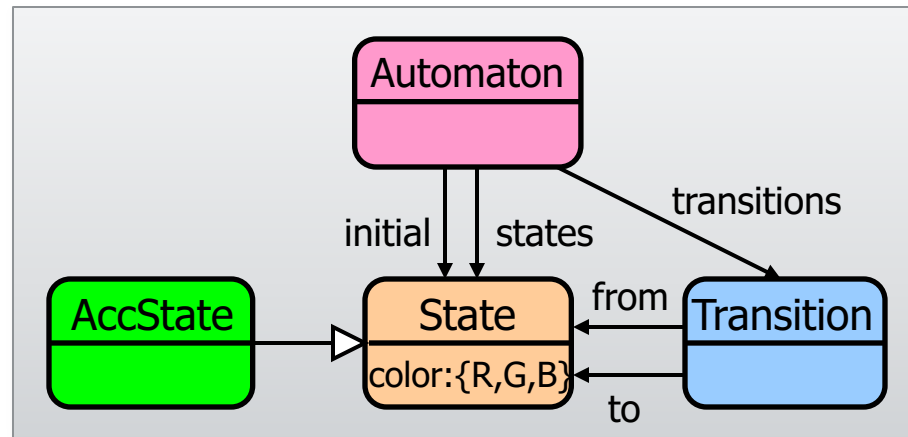 Automaton
transitions
initial
states
AccState
State
from
Transition
color:{R,G,B}
to